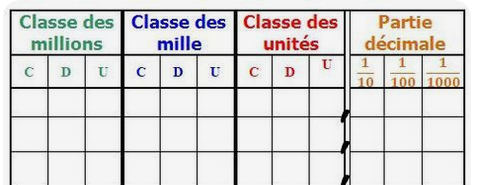 Classe des millions Classe des mille Classe des unités Partie décimale
C D U C D U C D U 1/10 1/100 1/1000
, 
,
,